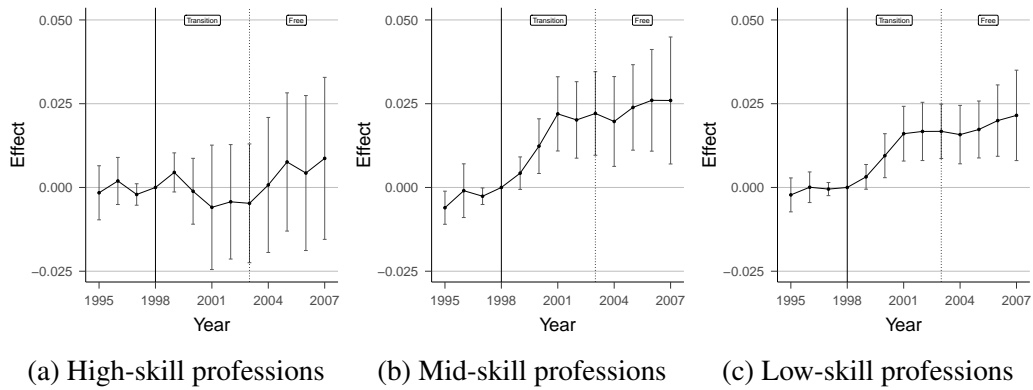 0.050
0.025
0.000
−0.025
Effect
Transition
Free
1995
1998
2001
2004
2007
Year
(a) High-skill professions
0.050
0.025
0.000
−0.025
Effect
Transition
Free
1995
1998
2001
2004
2007
Year
(b) Mid-skill professions
0.050
0.025
0.000
−0.025
Effect
Transition
Free
1995
1998
2001
2004
2007
Year
(c) Low-skill professions